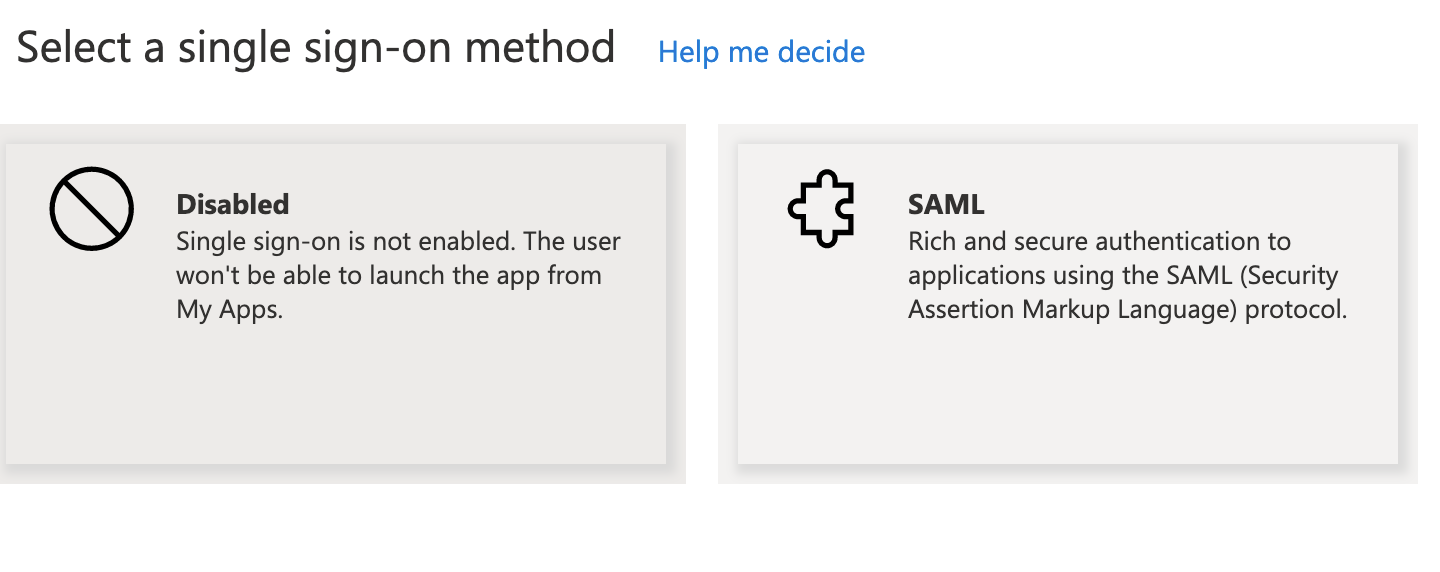 Select a single sign-on method Help me decide
Disabled
Single sign-on is not enabled. The user
won't be able to launch the app from
My Apps.
SAML
Rich and secure authentication to
applications using the SAML (Security
Assertion Markup Language) protocol.